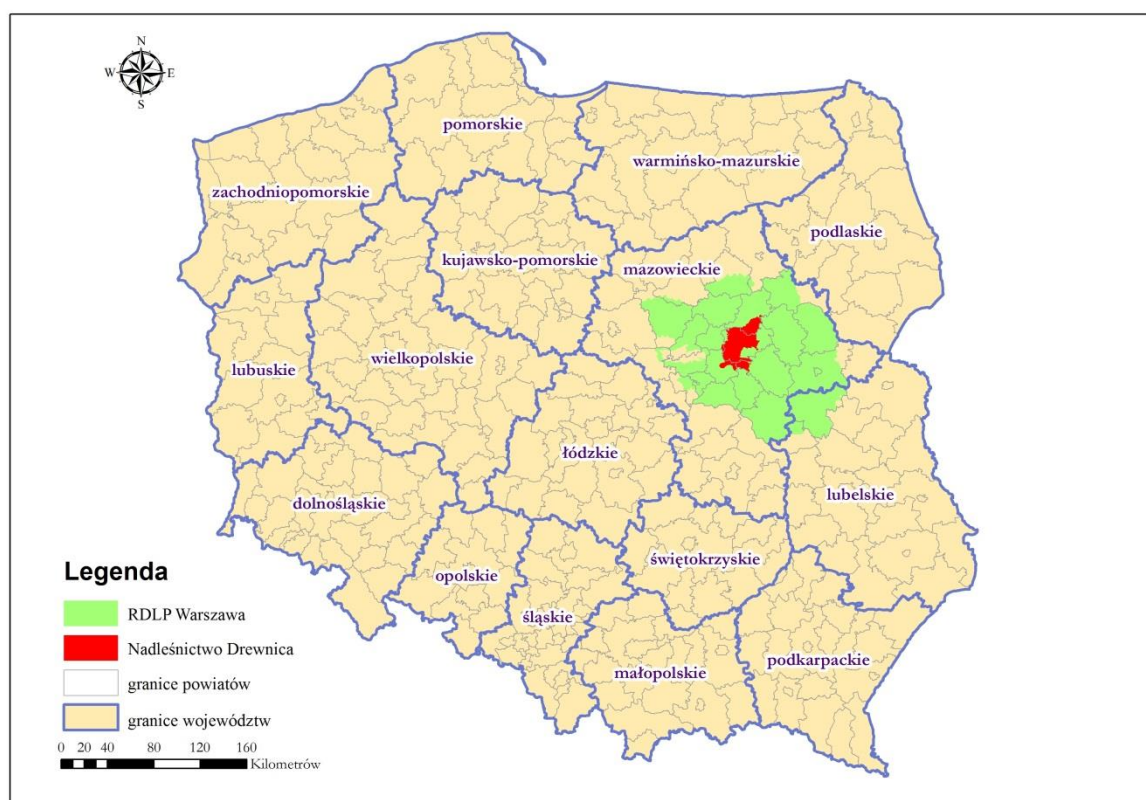 N
W E
S
pomorskie
warmińsko-mazurskie
zachodniopomorskie
podlaskie
kujawsko-pomorskie
mazowieckie
wielkopolskie
lubuskie
łódzkie
lubelskie
dolnośląskie
świętokrzyskie
opolskie
śląskie
podkarpackie
małopolskie
Legenda
RDLP Warszawa
Nadleśnictwo Drewnica
granice powiatów
granice województw
0 20 40 80 120 160
Kilometrów